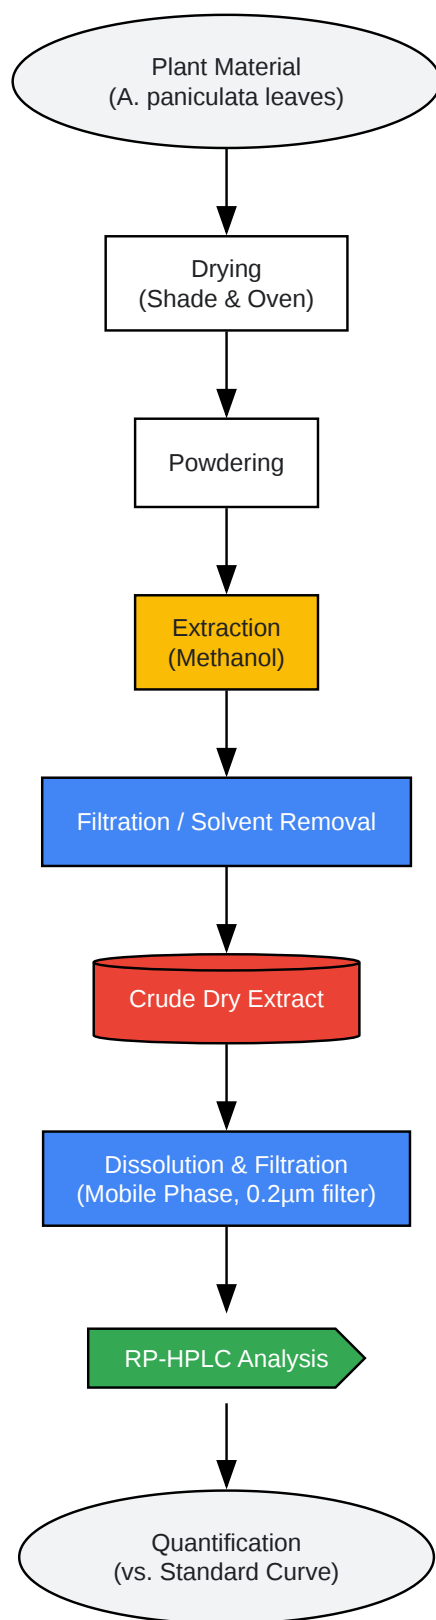 Plant Material
(A. paniculata leaves)
Drying
(Shade & Oven)
Powdering
Extraction
(Methanol)
Filtration / Solvent Removal
Crude Dry Extract
Dissolution & Filtration
(Mobile Phase, 0.2µm filter)
RP-HPLC Analysis
Quantification
(vs. Standard Curve)